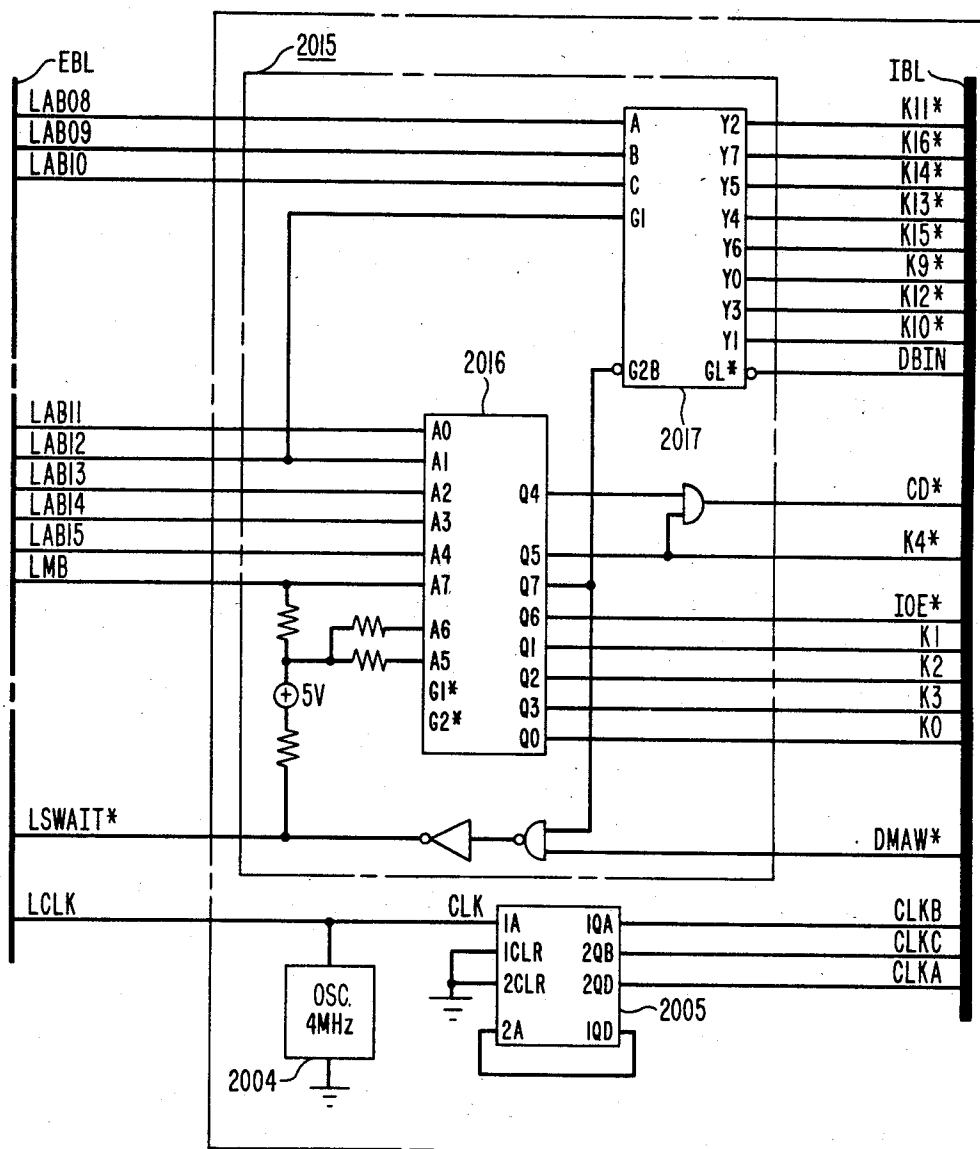 2015
EBL
IBL
LAB08 A Y2 K11*
LAB09 B Y7 K16*
LAB10 C Y5 K14*
G1 Y4 K13*
Y6 K15*
Y0 K9*
Y3 K12*
Y1 K10*
G2B GL* DBIN
2016
2017
LAB11 A0
LAB12 A1
LAB13 A2 Q4 CD*
LAB14 A3
LAB15 A4 Q5 K4*
LMB A7 Q7
A6 Q6 IOE*
A5 Q1 K1
5V G1* Q2 K2
G2* Q3 K3
Q0 K0
LSWAIT* DMAW*
LCLK CLK 1A 1QA CLKB
1CLR 2QB CLKC
2CLR 2QD CLKA
OSC.
4MHz
2005
2A 1QD
2004